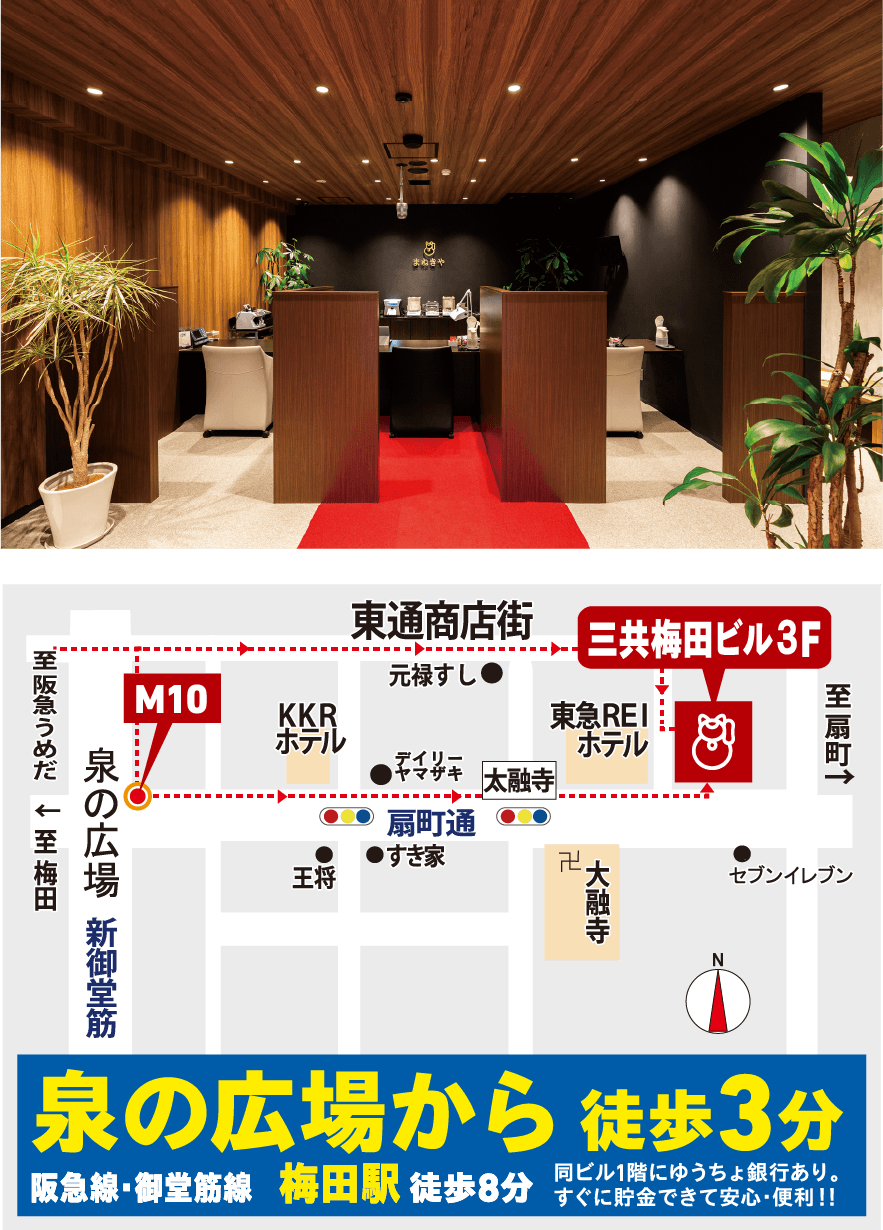 まねきや
東通商店街
三共梅田ビル3F
至阪急うめだ
M10
元禄すし
KKR
ホテル
東急REI
ホテル
至扇町→
デイリー
ヤマザキ
太融寺
泉の広場
←至梅田
扇町通
王将
すき家
卍
太融寺
セブンイレブン
新御堂筋
N
泉の広場から 徒歩3分
阪急線・御堂筋線 梅田駅 徒歩8分
同ビル1階にゆうちょ銀行あり。
すぐに貯金できて安心・便利!!